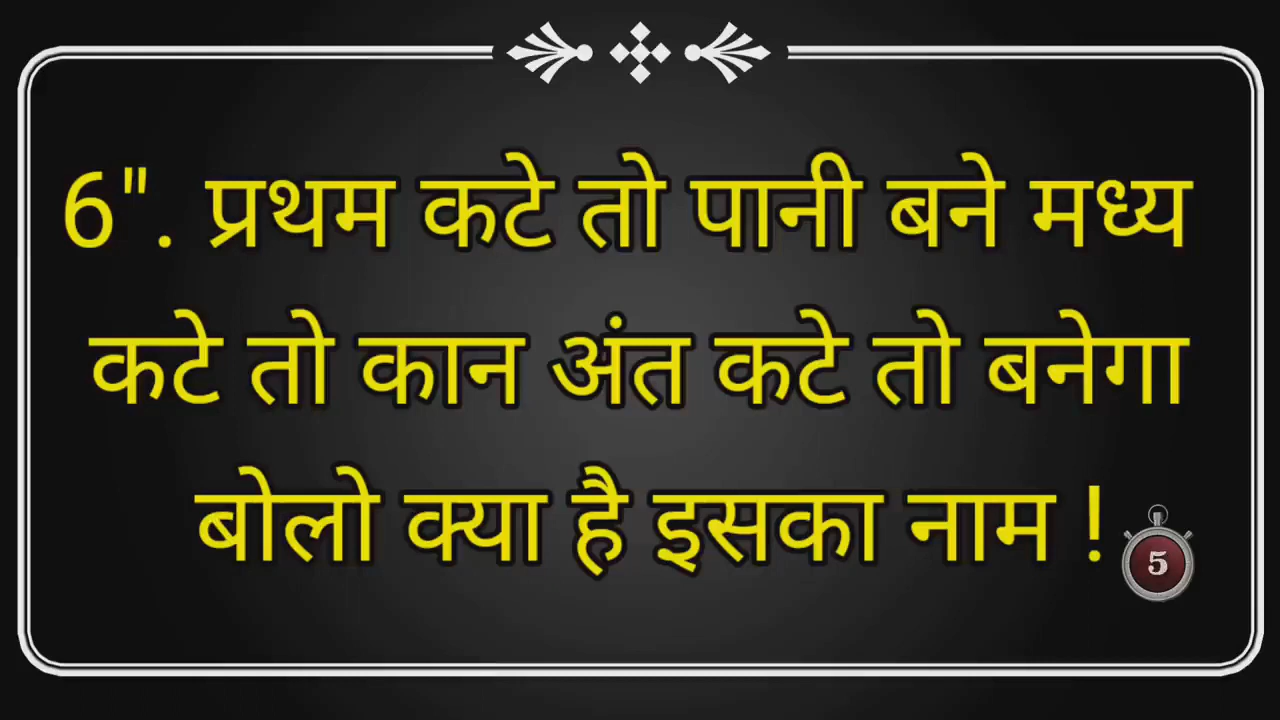 6". प्रथम कटे तो पानी बने मध्य
कटे तो कान अंत कटे तो बनेगा
बोलो क्या है इसका नाम !
5